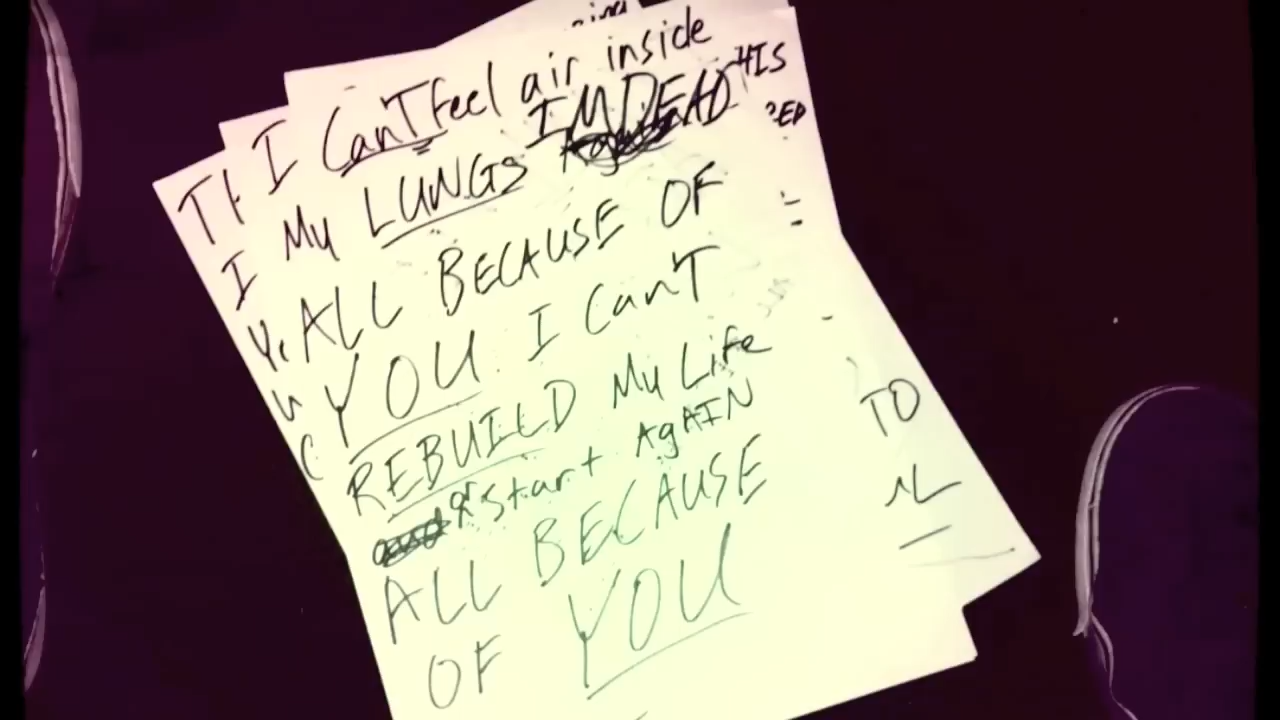 I Can't feel air inside
My LUNGS IM DEAD
ALL BECAUSE OF
YOU I Can'T
REBUILD My Life
or Start AgAIN
ALL BECAUSE
OF YOU
TO